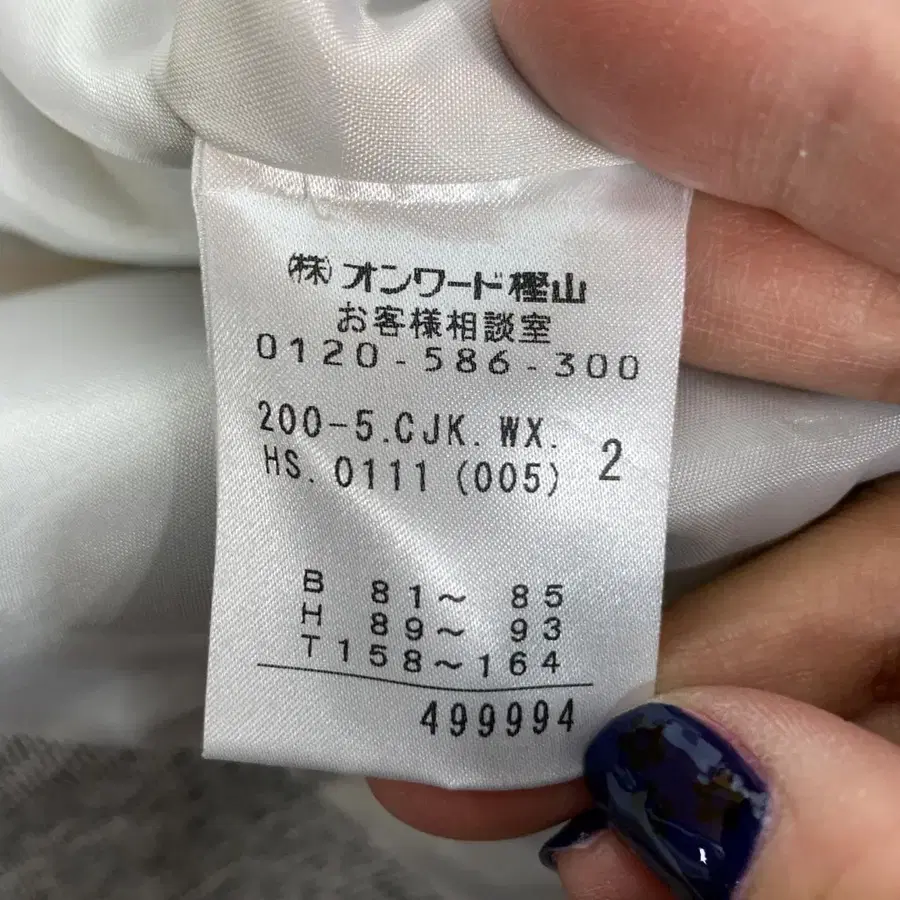 ㈱オンワード樫山
お客様相談室
0120-586-300
200-5.CJK.WX.
HS.0111(005) 2
B 81～ 85
H 89～ 93
T158～164
499994